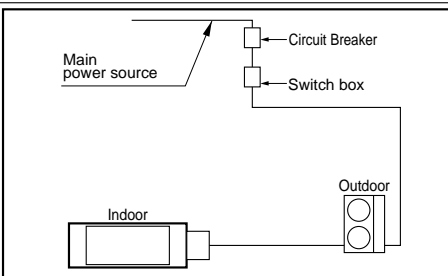 Circuit Breaker
Main
power source
Switch box
Outdoor
Indoor